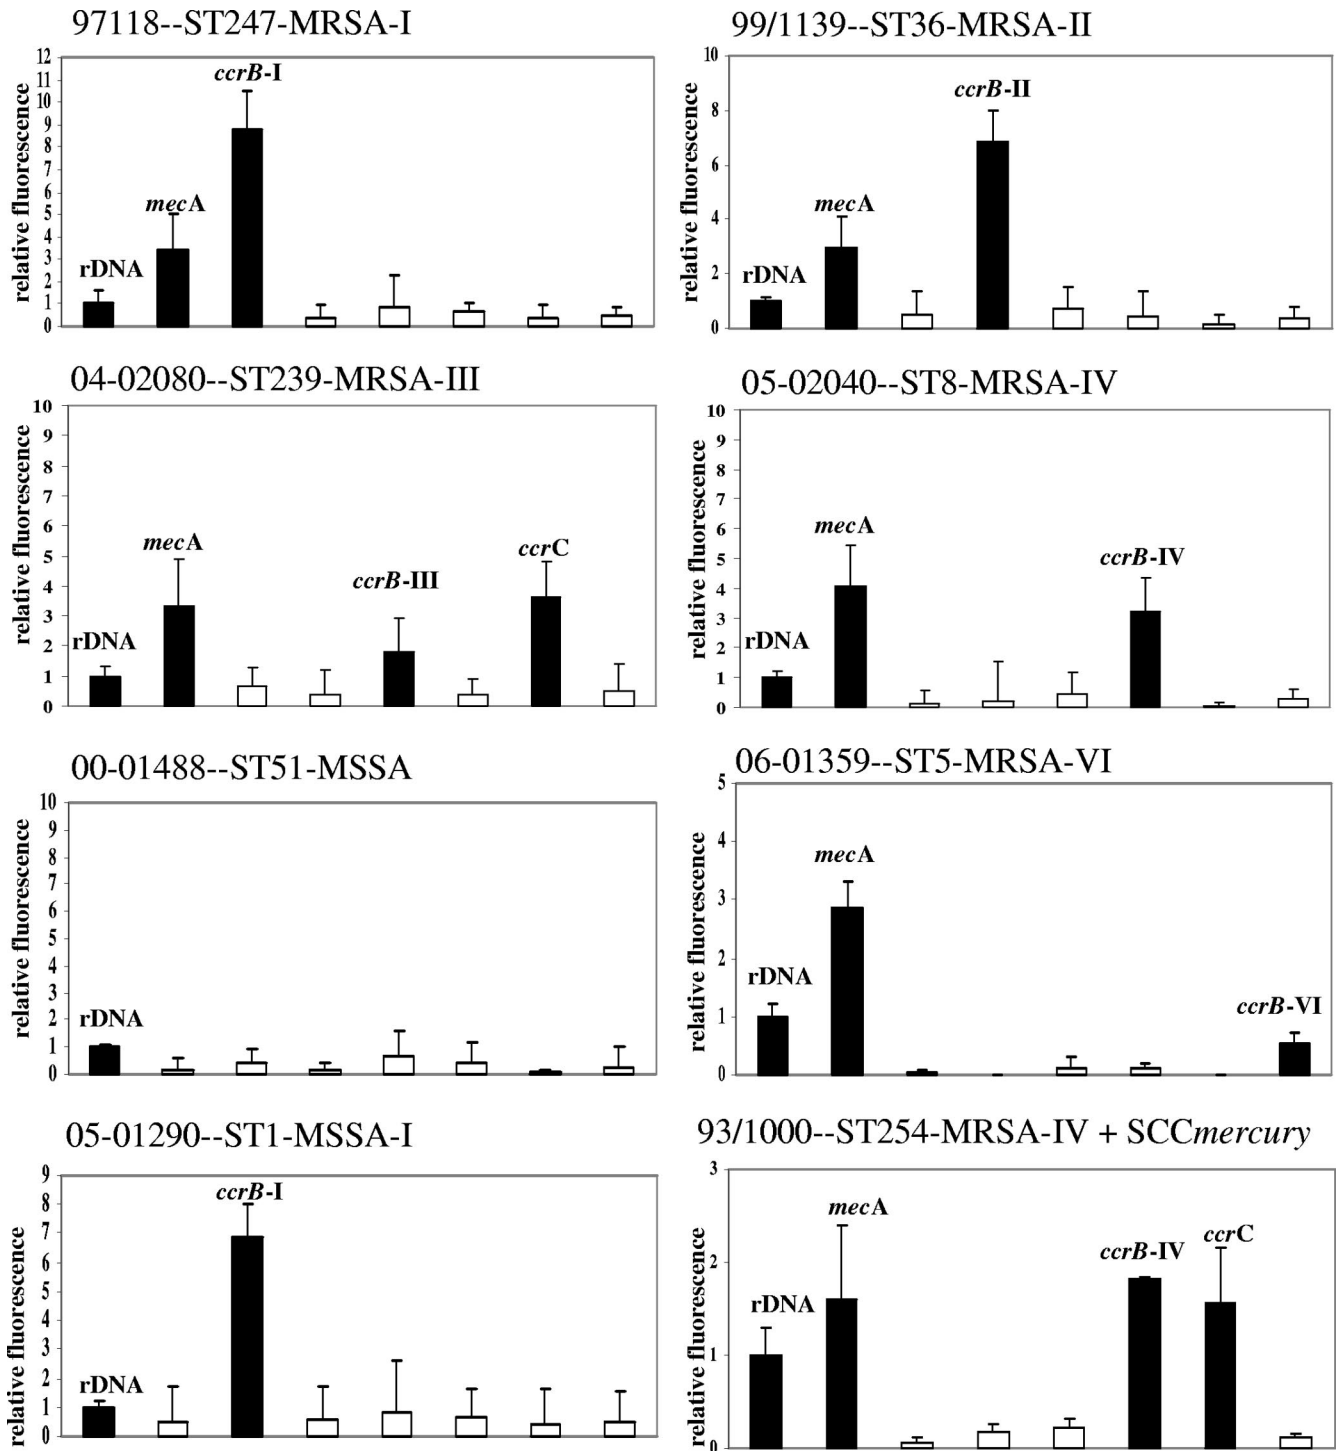 97118--ST247-MRSA-I
relative fluorescence
12
11
10
9
8
7
6
5
4
3
2
1
0
rDNA
mecA
ccrB-I
99/1139--ST36-MRSA-II
relative fluorescence
10
8
6
4
2
0
rDNA
mecA
ccrB-II
04-02080--ST239-MRSA-III
relative fluorescence
10
9
8
7
6
5
4
3
2
1
0
rDNA
mecA
ccrB-III
ccrC
05-02040--ST8-MRSA-IV
relative fluorescence
10
9
8
7
6
5
4
3
2
1
0
rDNA
mecA
ccrB-IV
00-01488--ST51-MSSA
relative fluorescence
10
9
8
7
6
5
4
3
2
1
0
rDNA
06-01359--ST5-MRSA-VI
relative fluorescence
5
4
3
2
1
0
rDNA
mecA
ccrB-VI
05-01290--ST1-MSSA-I
relative fluorescence
9
8
7
6
5
4
3
2
1
0
rDNA
ccrB-I
93/1000--ST254-MRSA-IV + SCCmercury
relative fluorescence
3
2
1
0
rDNA
mecA
ccrB-IV
ccrC